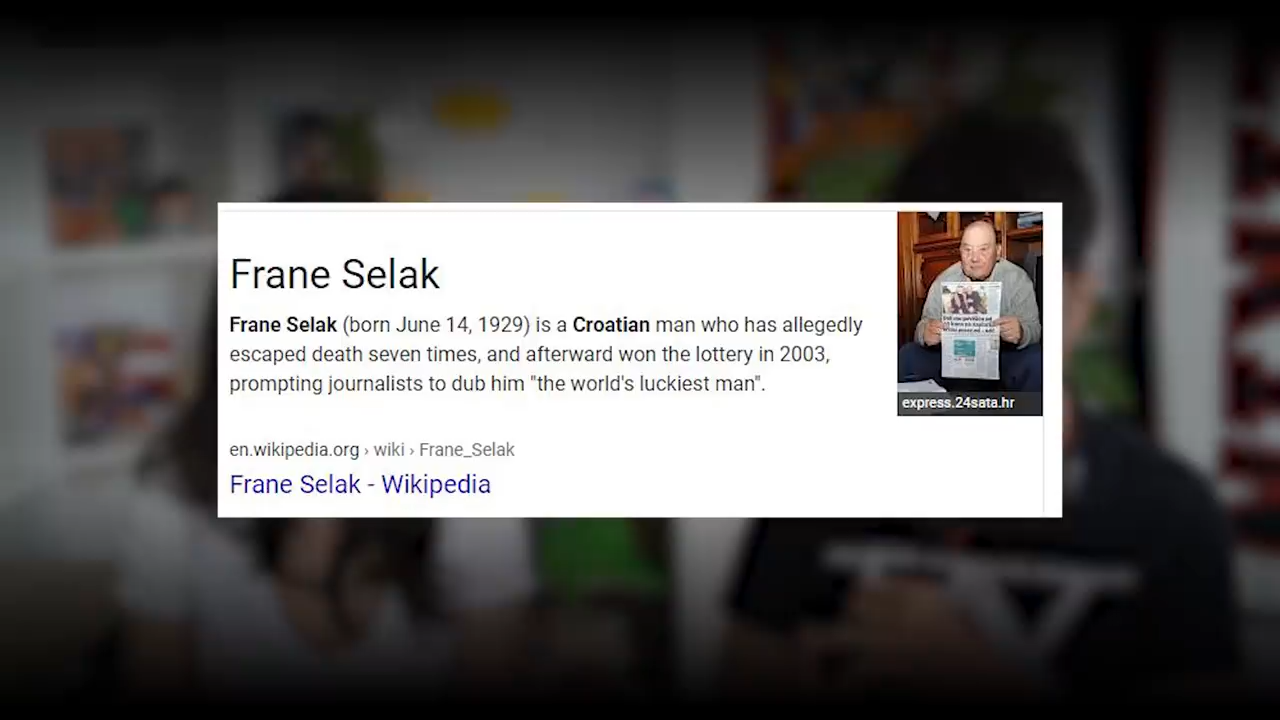 Frane Selak
Frane Selak (born June 14, 1929) is a Croatian man who has allegedly
escaped death seven times, and afterward won the lottery in 2003,
prompting journalists to dub him "the world's luckiest man".
express.24sata.hr
en.wikipedia.org › wiki › Frane_Selak
Frane Selak - Wikipedia